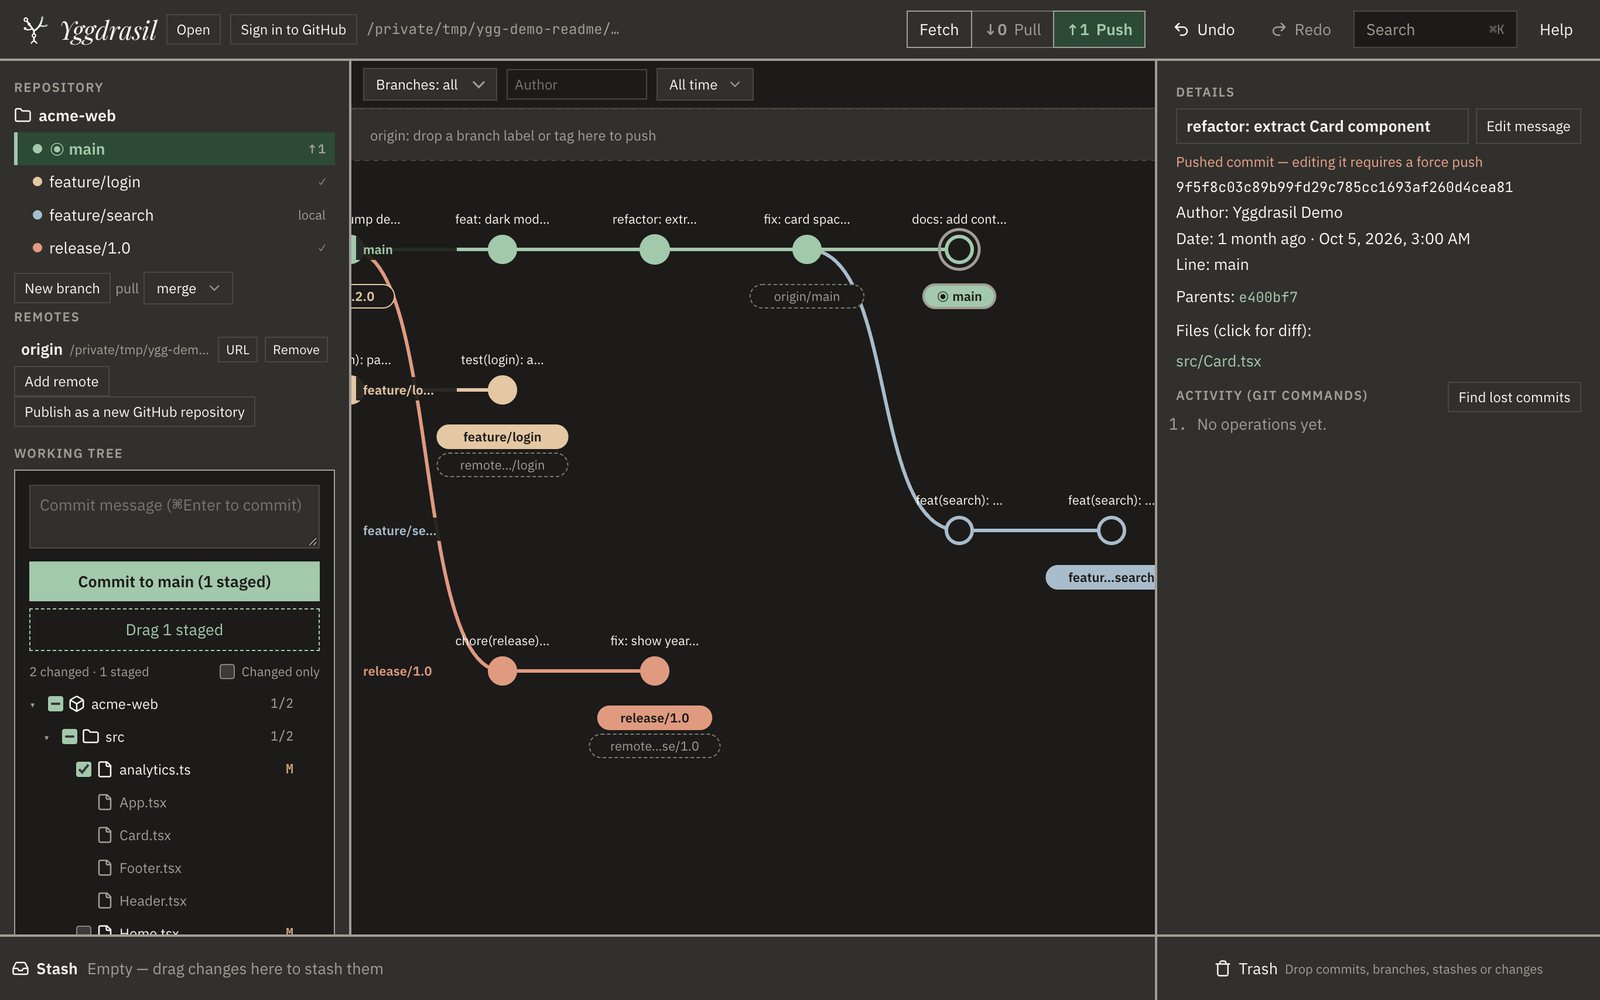 Yggdrasil Open Sign in to GitHub /private/tmp/ygg-demo-readme/… Fetch ↓0 Pull ↑1 Push Undo Redo Search ⌘K Help
REPOSITORY
acme-web
main ↑1
feature/login ✓
feature/search local
release/1.0 ✓
New branch pull merge
REMOTES
origin /private/tmp/ygg-dem… URL Remove
Add remote
Publish as a new GitHub repository
WORKING TREE
Commit message (⌘Enter to commit)
Commit to main (1 staged)
Drag 1 staged
2 changed · 1 staged Changed only
acme-web 1/2
src 1/2
analytics.ts M
App.tsx
Card.tsx
Footer.tsx
Header.tsx
Home.tsx M
Branches: all Author All time
origin: drop a branch label or tag here to push
ump de… feat: dark mod… refactor: extr… fix: card spac… docs: add cont…
main
.2.0 origin/main main
n): pa… test(login): a…
feature/lo…
feature/login
remote…/login
feat(search): … feat(search): …
feature/se…
featur…search
chore(release)… fix: show year…
release/1.0
release/1.0
remote…se/1.0
DETAILS
refactor: extract Card component Edit message
Pushed commit — editing it requires a force push
9f5f8c03c89b99fd29c785cc1693af260d4cea81
Author: Yggdrasil Demo
Date: 1 month ago · Oct 5, 2026, 3:00 AM
Line: main
Parents: e400bf7
Files (click for diff):
src/Card.tsx
ACTIVITY (GIT COMMANDS) Find lost commits
1. No operations yet.
Stash Empty — drag changes here to stash them
Trash Drop commits, branches, stashes or changes